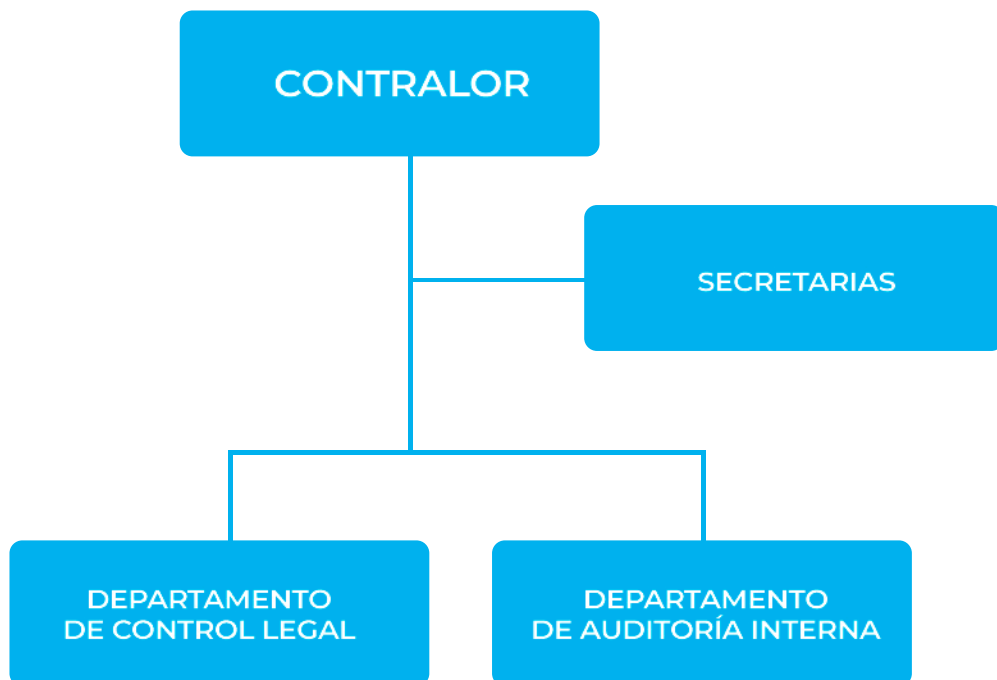 CONTRALOR
SECRETARIAS
DEPARTAMENTO
DE CONTROL LEGAL
DEPARTAMENTO
DE AUDITORÍA INTERNA